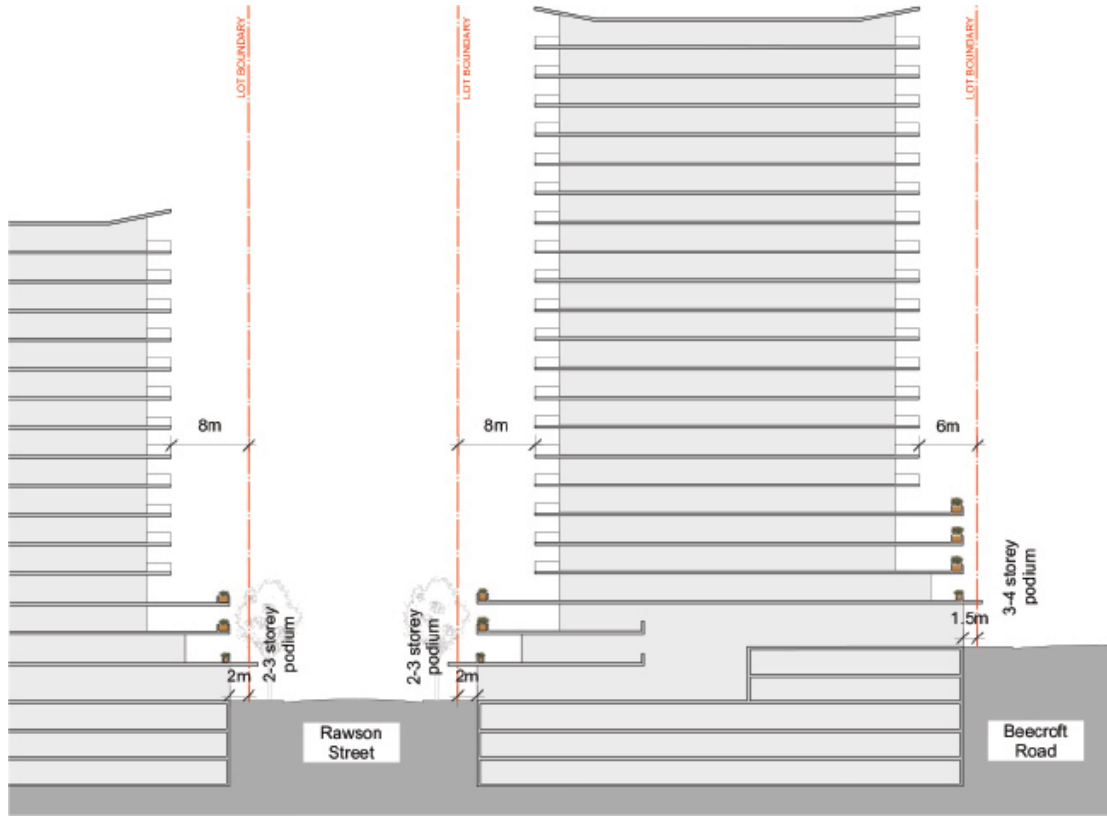 LOT BOUNDARY
LOT BOUNDARY
LOT BOUNDARY
8m
8m
6m
2-3 storey
podium
2m
2-3 storey
podium
2m
3-4 storey
podium
1.5m
Rawson
Street
Beecroft
Road